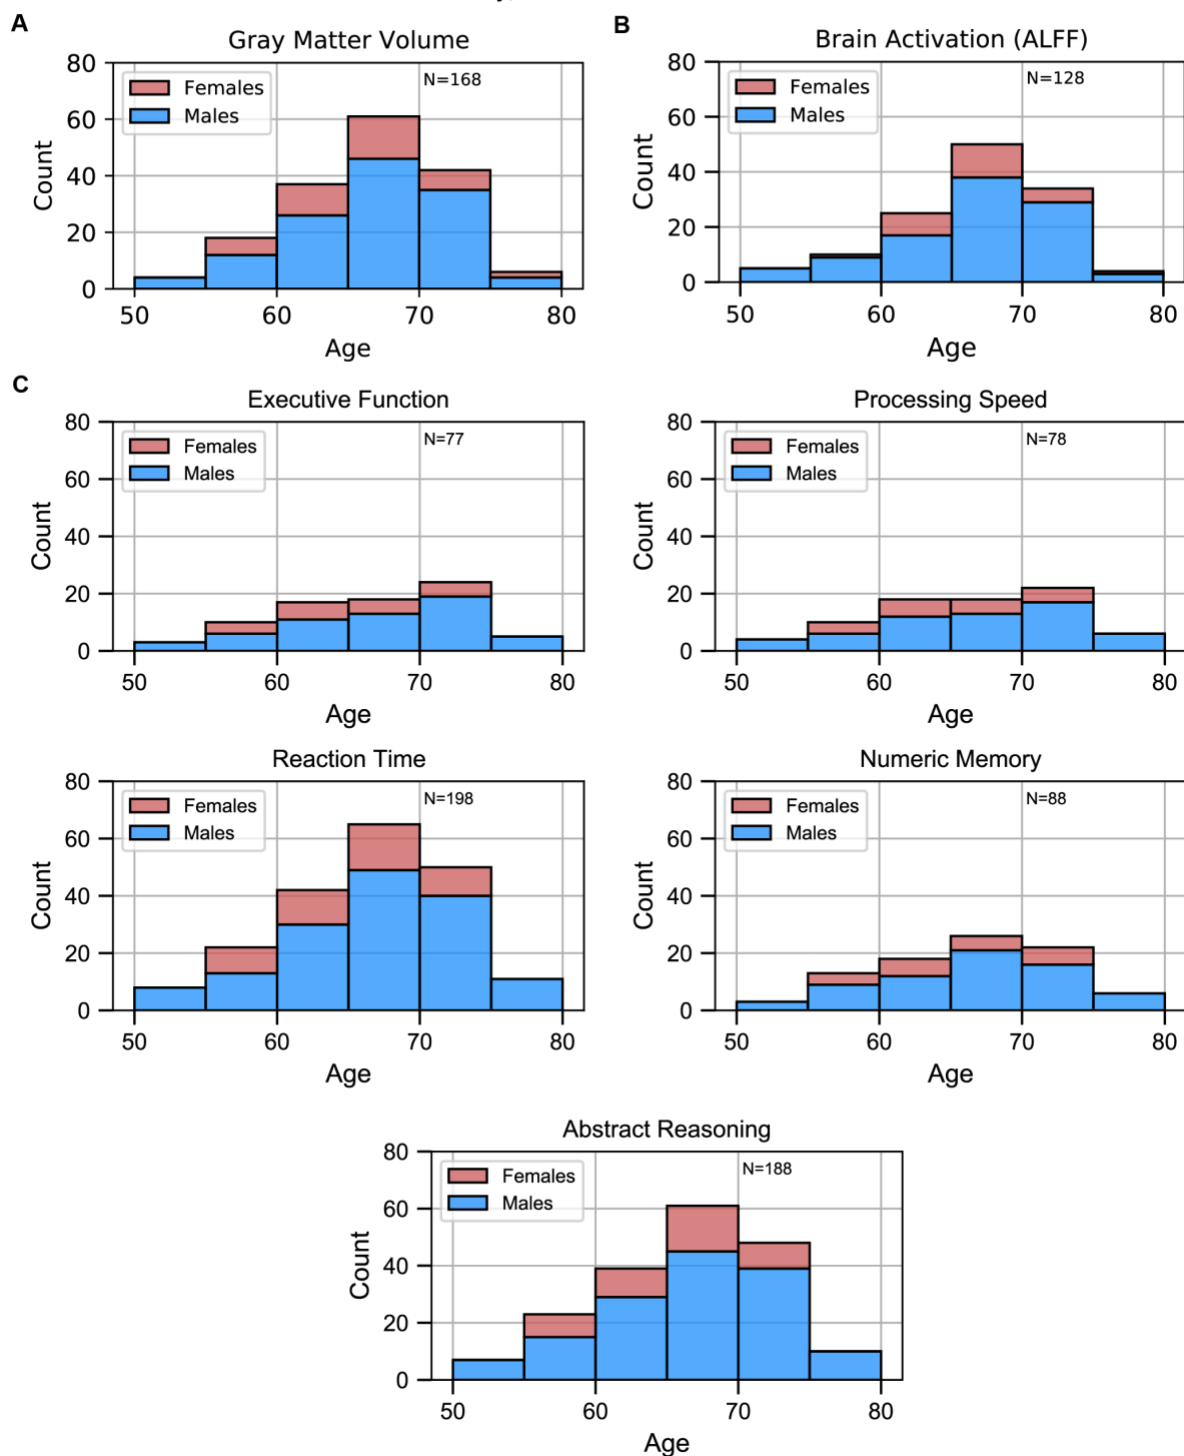 A
Gray Matter Volume
80
60
40
20
0
Count
Females
Males
N=168
50 60 70 80
Age
B
Brain Activation (ALFF)
80
60
40
20
0
Count
Females
Males
N=128
50 60 70 80
Age
C
Executive Function
80
60
40
20
0
Count
Females
Males
N=77
50 60 70 80
Age
Processing Speed
80
60
40
20
0
Count
Females
Males
N=78
50 60 70 80
Age
Reaction Time
80
60
40
20
0
Count
Females
Males
N=198
50 60 70 80
Age
Numeric Memory
80
60
40
20
0
Count
Females
Males
N=88
50 60 70 80
Age
Abstract Reasoning
80
60
40
20
0
Count
Females
Males
N=188
50 60 70 80
Age